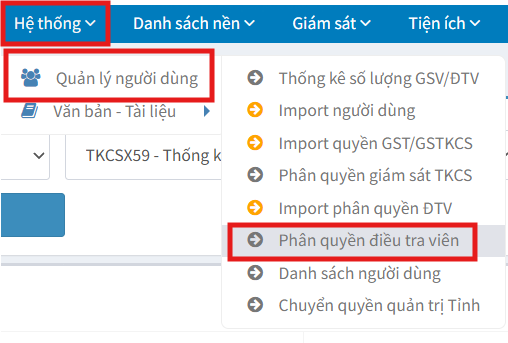 Hệ thống Danh sách nền Giám sát Tiện ích
Quản lý người dùng
Văn bản - Tài liệu
TKCSX59 - Thống k
Thống kê số lượng GSV/ĐTV
Import người dùng
Import quyền GST/GSTKCS
Phân quyền giám sát TKCS
Import phân quyền ĐTV
Phân quyền điều tra viên
Danh sách người dùng
Chuyển quyền quản trị Tỉnh